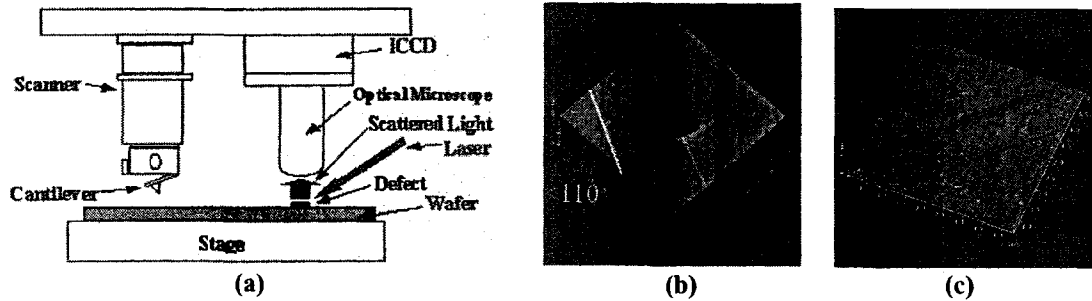 ICCD
Scanner
Optical Microscope
Scattered Light
Laser
Cantilever
Defect
Wafer
Stage
110
(a)
(b)
(c)